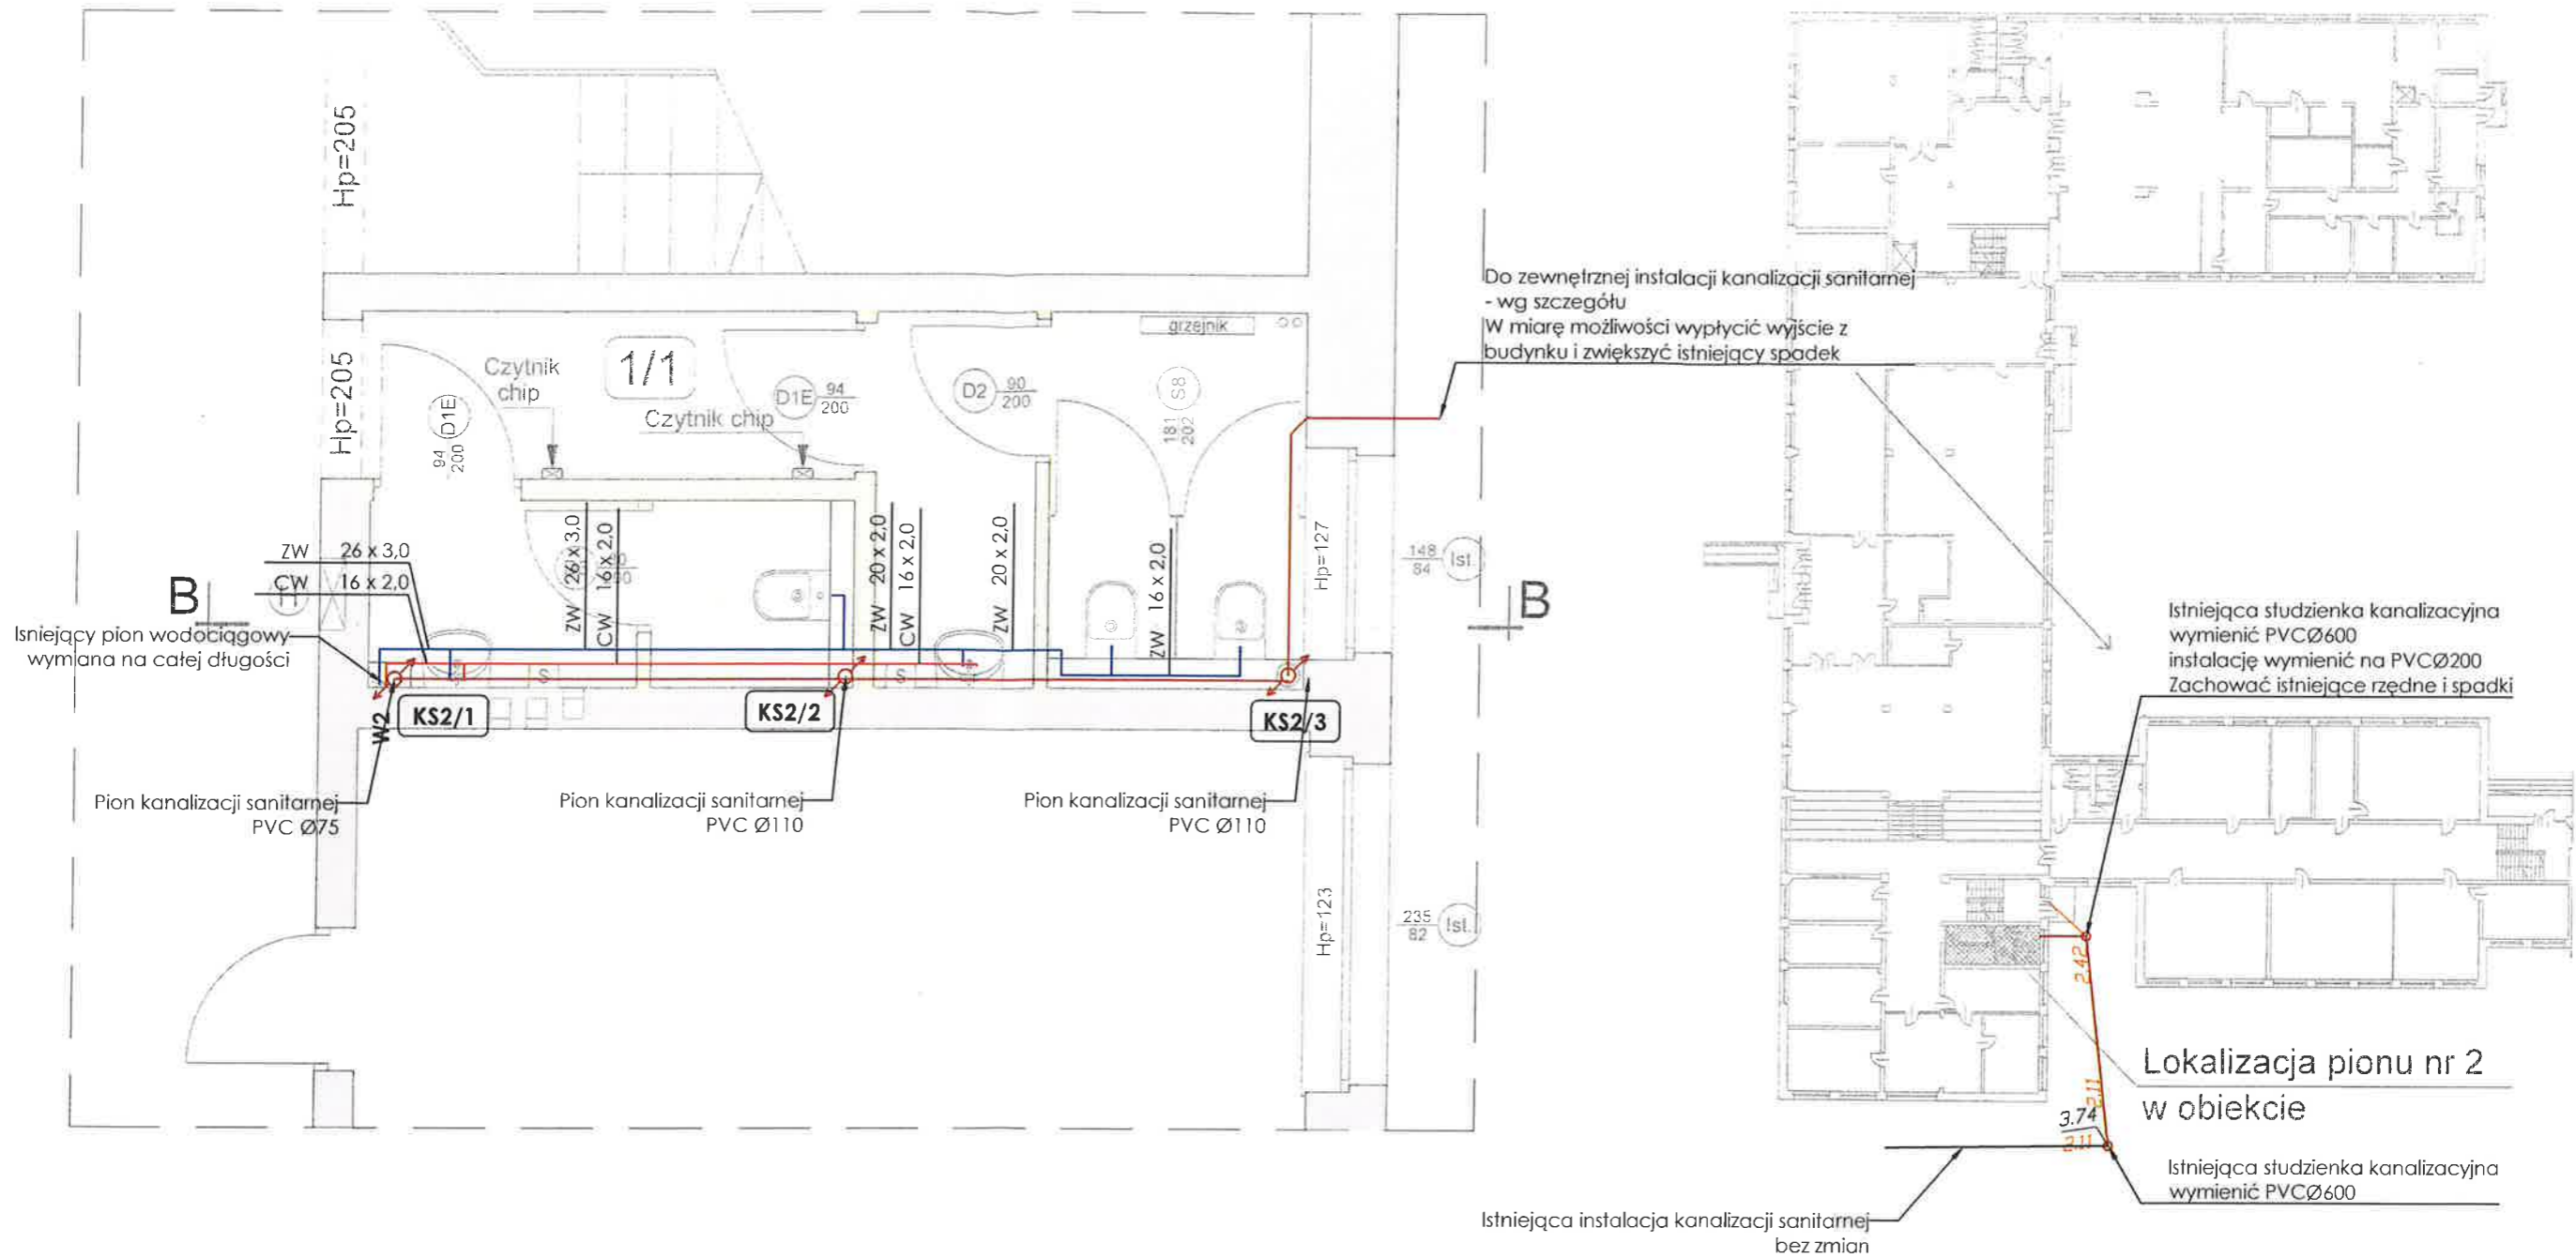 Hp=205
Hp=205
Czytnik
chip
1/1
Czytnik chip
D1E
94
200
D1E
94
200
D2
90
200
grzejnik
181
202
S8
ZW 26 x 3,0
CW 16 x 2,0
B
H
Isniejący pion wodociągowy
wymiana na całej długości
ZW 26 x 3,0
CW 16 x 2,0
ZW 20 x 2,0
CW 16 x 2,0
ZW 20 x 2,0
ZW 16 x 2,0
Hp=127
148
84
Ist.
B
S
S
W2
KS2/1
KS2/2
KS2/3
Pion kanalizacji sanitarnej
PVC Ø75
Pion kanalizacji sanitarnej
PVC Ø110
Pion kanalizacji sanitarnej
PVC Ø110
Hp=123
235
82
Ist.
Do zewnętrznej instalacji kanalizacji sanitarnej
- wg szczegółu
W miarę możliwości wypłycić wyjście z
budynku i zwiększyć istniejący spadek
Istniejąca studzienka kanalizacyjna
wymienić PVCØ600
instalację wymienić na PVCØ200
Zachować istniejące rzędne i spadki
2.42
2.11
3.74
2.11
Lokalizacja pionu nr 2
w obiekcie
Istniejąca studzienka kanalizacyjna
wymienić PVCØ600
Istniejąca instalacja kanalizacji sanitarnej
bez zmian